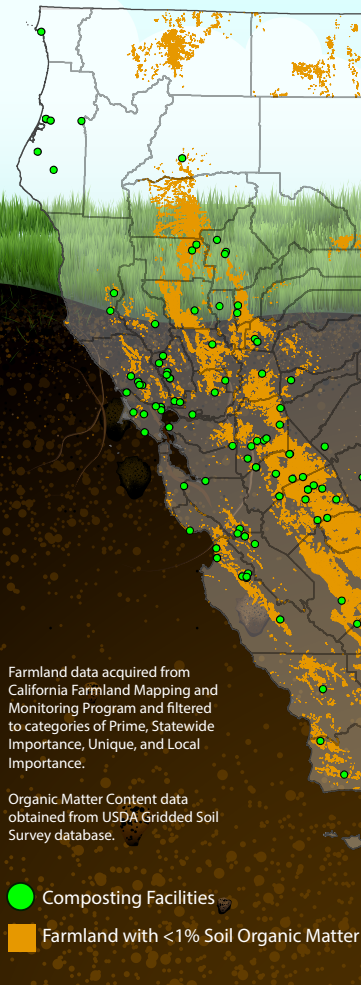 Farmland data acquired from
California Farmland Mapping and
Monitoring Program and filtered
to categories of Prime, Statewide
Importance, Unique, and Local
Importance.
Organic Matter Content data
obtained from USDA Gridded Soil
Survey database.
Composting Facilities
Farmland with <1% Soil Organic Matter